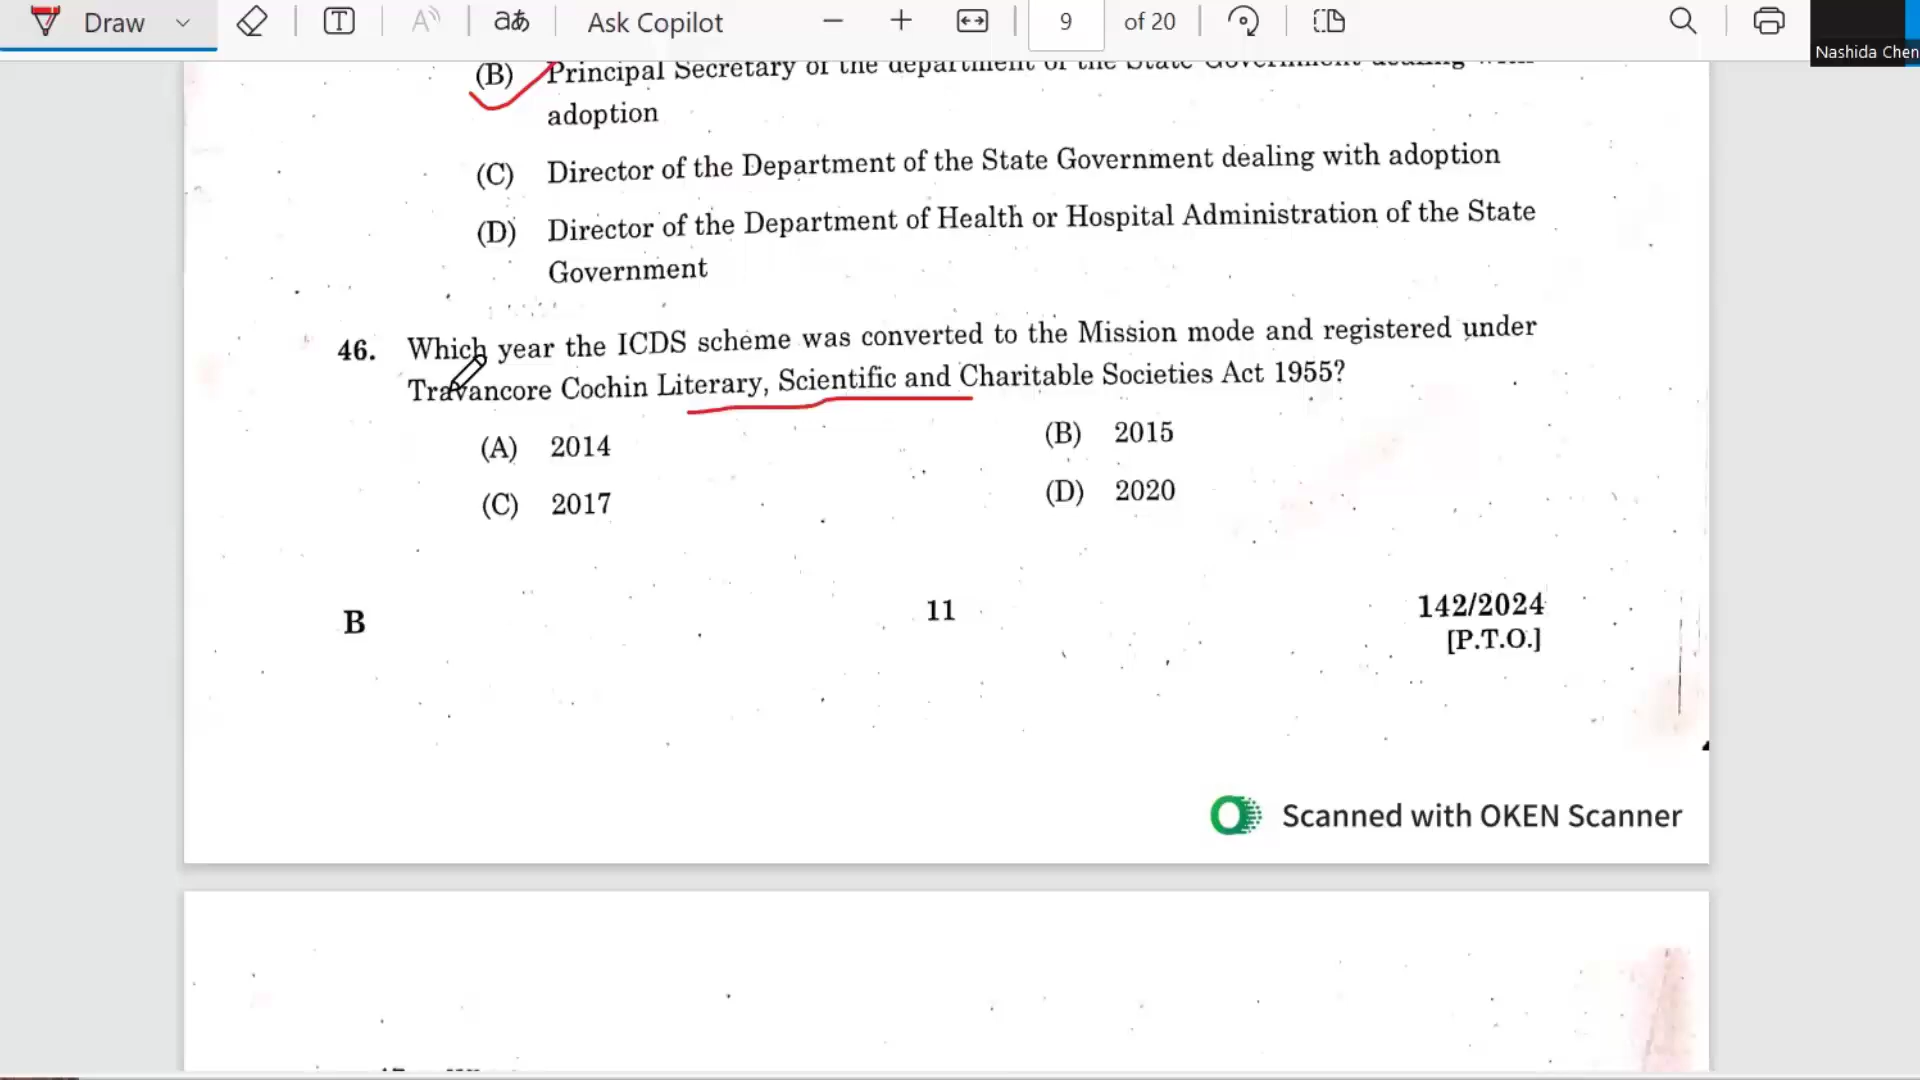 Draw
aあ
Ask Copilot
9 of 20
Nashida Chen
(B) Principal Secretary of the department of the State Government dealing with
adoption
(C) Director of the Department of the State Government dealing with adoption
(D) Director of the Department of Health or Hospital Administration of the State
Government
46. Which year the ICDS scheme was converted to the Mission mode and registered under
Travancore Cochin Literary, Scientific and Charitable Societies Act 1955?
(A) 2014 (B) 2015
(C) 2017 (D) 2020
B 11 142/2024
[P.T.O.]
Scanned with OKEN Scanner